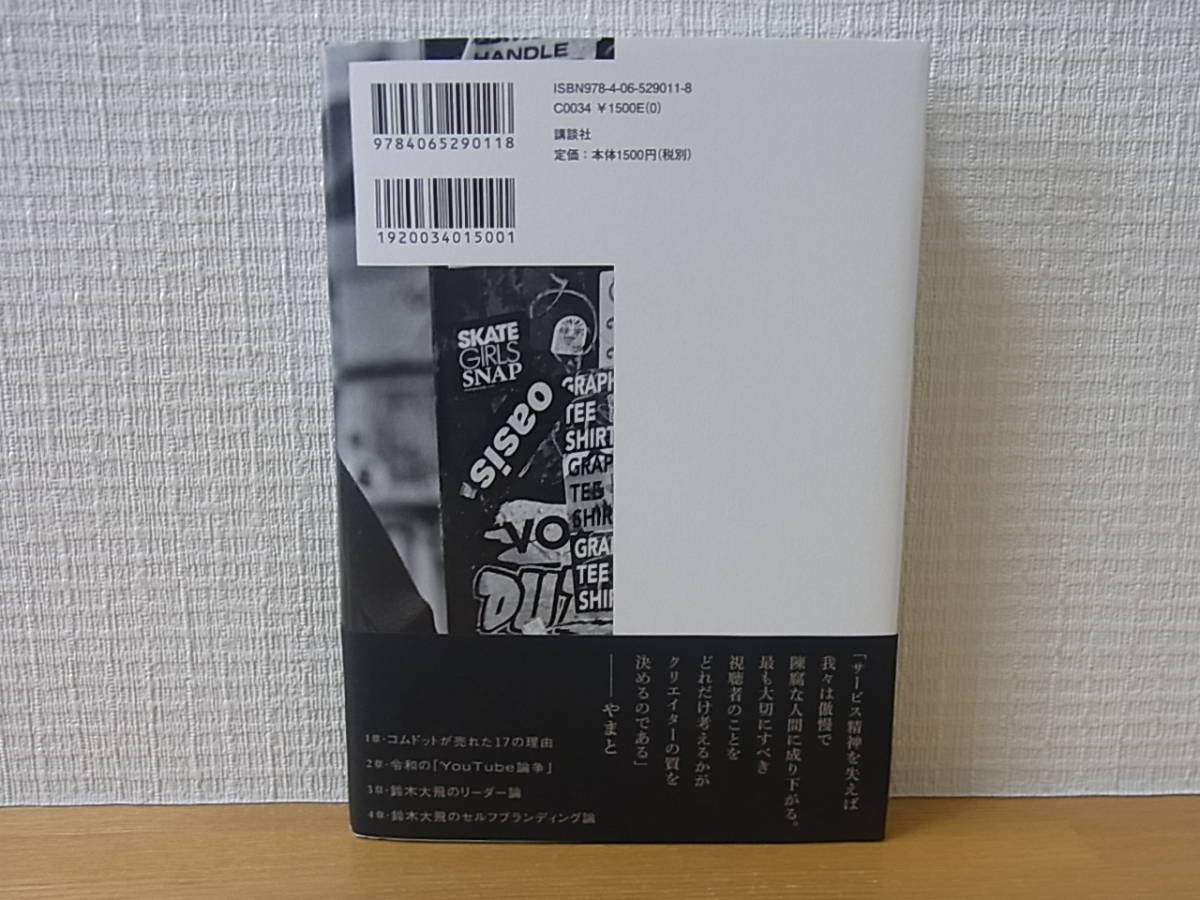 HANDLE
ISBN978-4-06-529011-8
C0034 ¥1500E(0)
講談社
定価：本体1500円(税別)
9784065290118
1920034015001
SKATE
GIRLS
SNAP
oasis
GRAPH
TEE
SHIRT
GRAP
TEE
SHIR
VO
GRA
TEE
SHI
DU
「サービス精神を失えば
我々は傲慢で
陳腐な人間に成り下がる。
最も大切にすべき
視聴者のことを
どれだけ考えるかが
クリエイターの質を
決めるのである」
――やまと
1章・コムドットが売れた17の理由
2章・令和の「YouTube論争」
3章・鈴木大飛のリーダー論
4章・鈴木大飛のセルフブランディング論